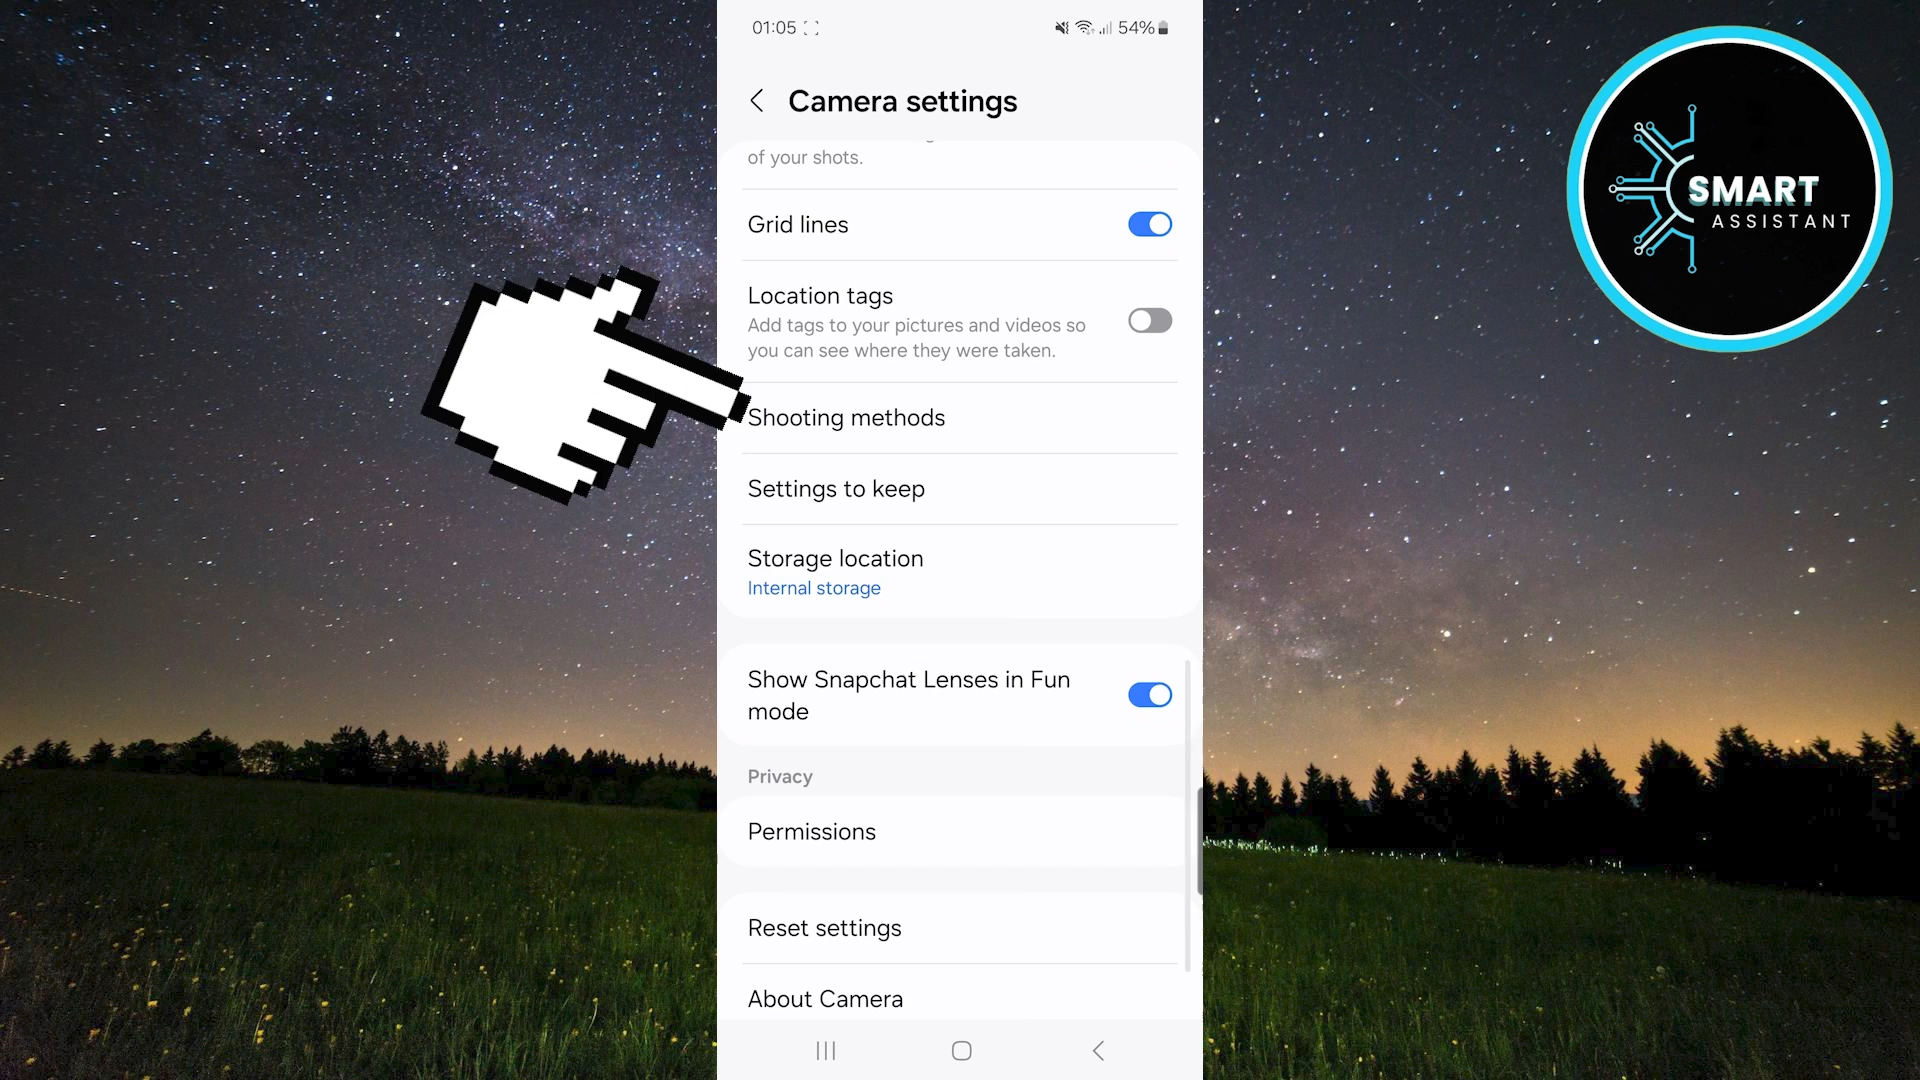 01:05
54%
Camera settings
of your shots.
Grid lines
Location tags
Add tags to your pictures and videos so
you can see where they were taken.
Shooting methods
Settings to keep
Storage location
Internal storage
Show Snapchat Lenses in Fun
mode
Privacy
Permissions
Reset settings
About Camera
SMART
ASSISTANT